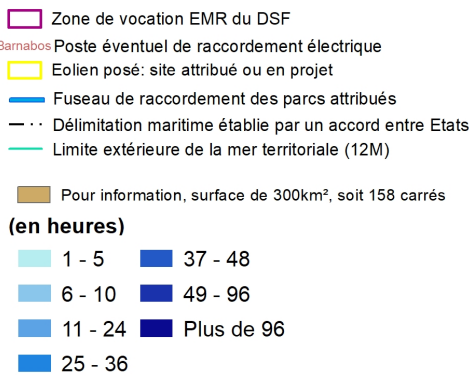 Zone de vocation EMR du DSF
Barnabos Poste éventuel de raccordement électrique
Eolien posé: site attribué ou en projet
Fuseau de raccordement des parcs attribués
Délimitation maritime établie par un accord entre Etats
Limite extérieure de la mer territoriale (12M)
Pour information, surface de 300km², soit 158 carrés
(en heures)
1 - 5 37 - 48
6 - 10 49 - 96
11 - 24 Plus de 96
25 - 36